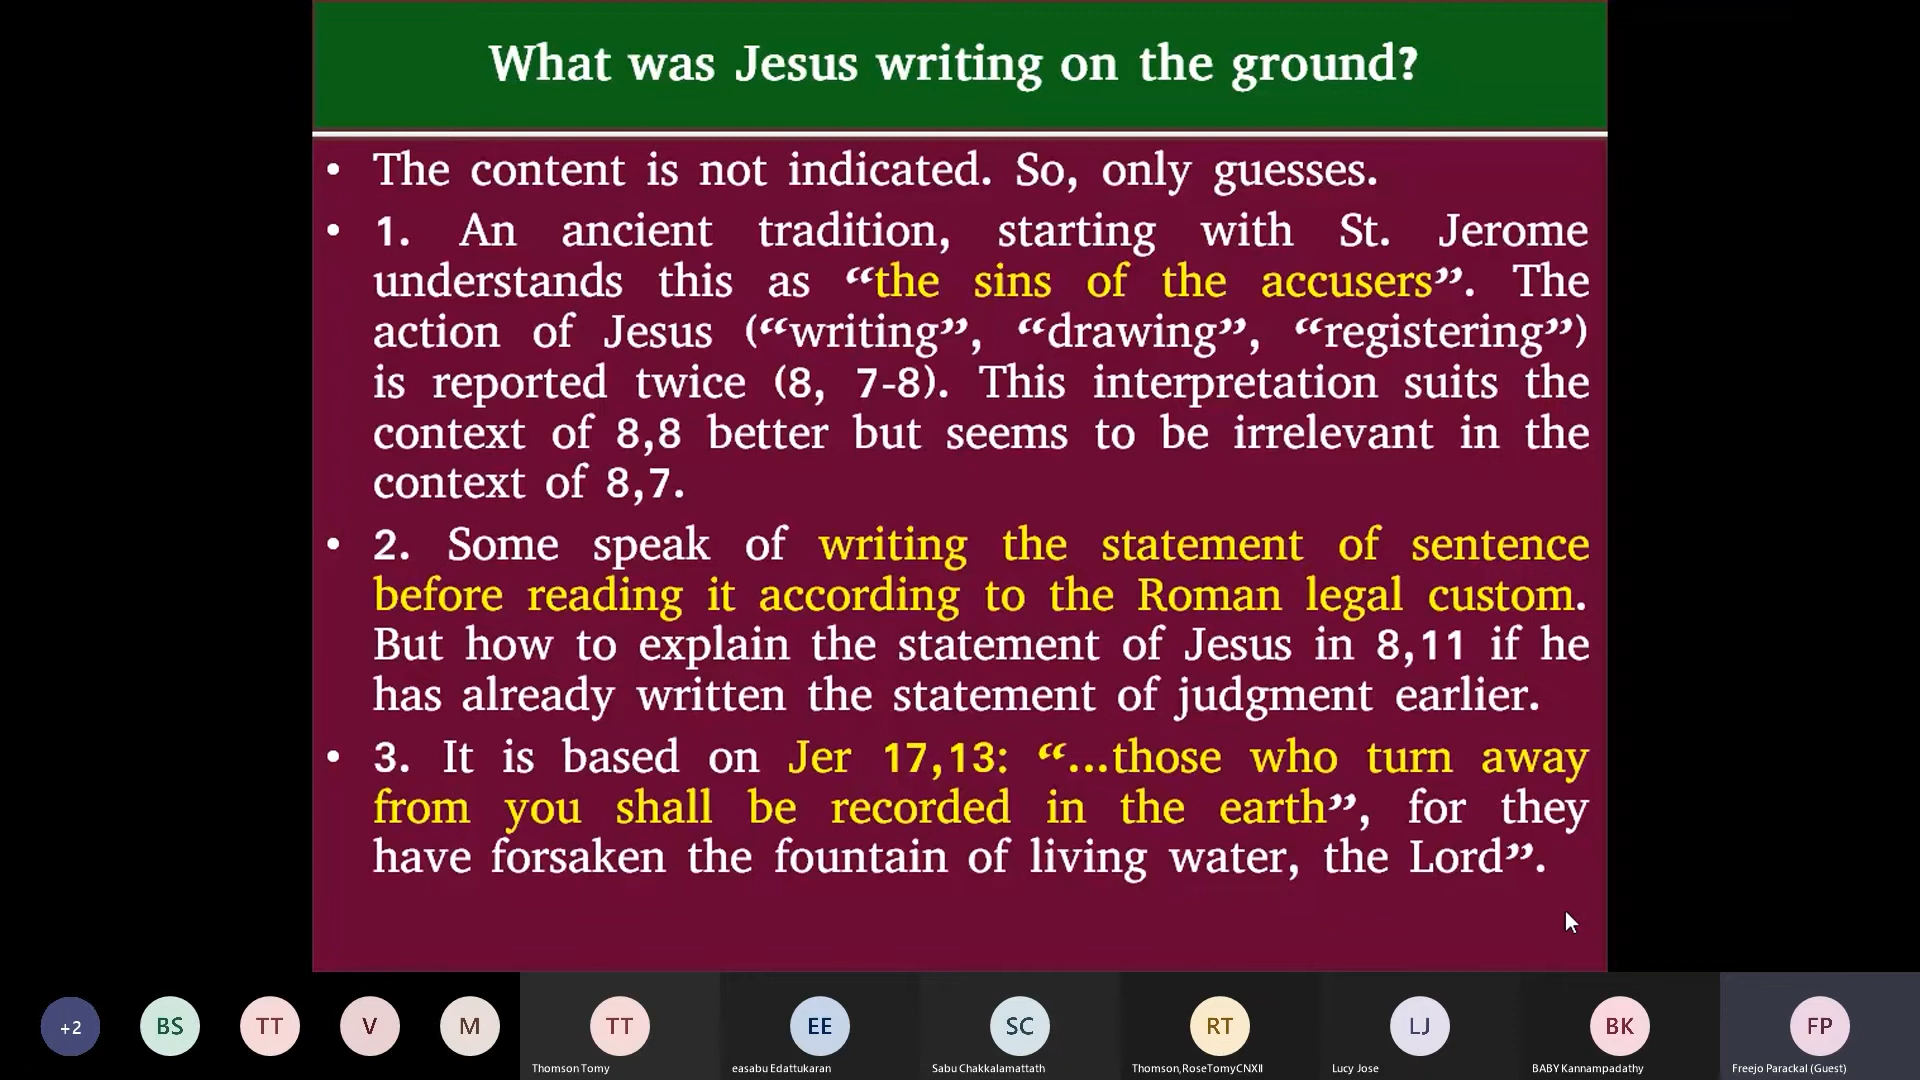 What was Jesus writing on the ground?
• The content is not indicated. So, only guesses.
• 1. An ancient tradition, starting with St. Jerome
understands this as “the sins of the accusers”. The
action of Jesus (“writing”, “drawing”, “registering”)
is reported twice (8, 7-8). This interpretation suits the
context of 8,8 better but seems to be irrelevant in the
context of 8,7.
• 2. Some speak of writing the statement of sentence
before reading it according to the Roman legal custom.
But how to explain the statement of Jesus in 8,11 if he
has already written the statement of judgment earlier.
• 3. It is based on Jer 17,13: “...those who turn away
from you shall be recorded in the earth”, for they
have forsaken the fountain of living water, the Lord”.
+2 BS TT V M TT EE SC RT LJ BK FP
Thomson Tomy easabu Edattukaran Sabu Chakkalamattath Thomson,RoseTomyCNXII Lucy Jose BABY Kannampadathy Freejo Parackal (Guest)